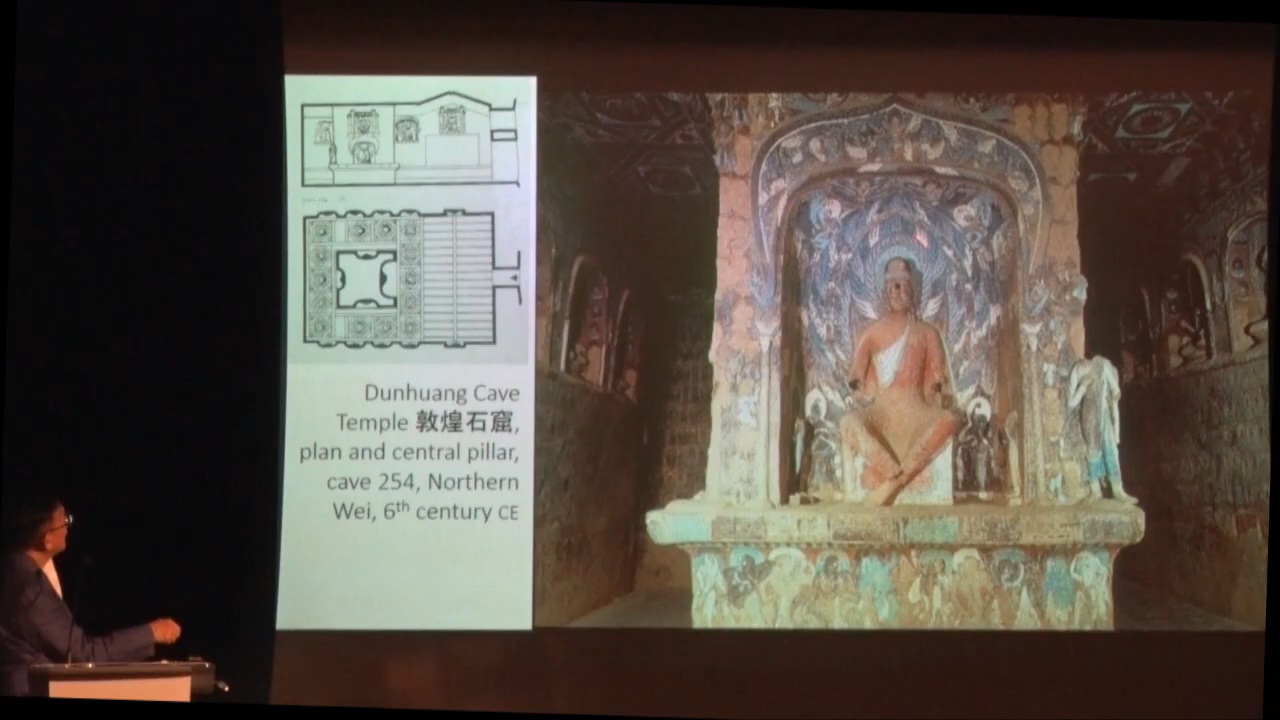 Dunhuang Cave
Temple 敦煌石窟,
plan and central pillar,
cave 254, Northern
Wei, 6th century CE